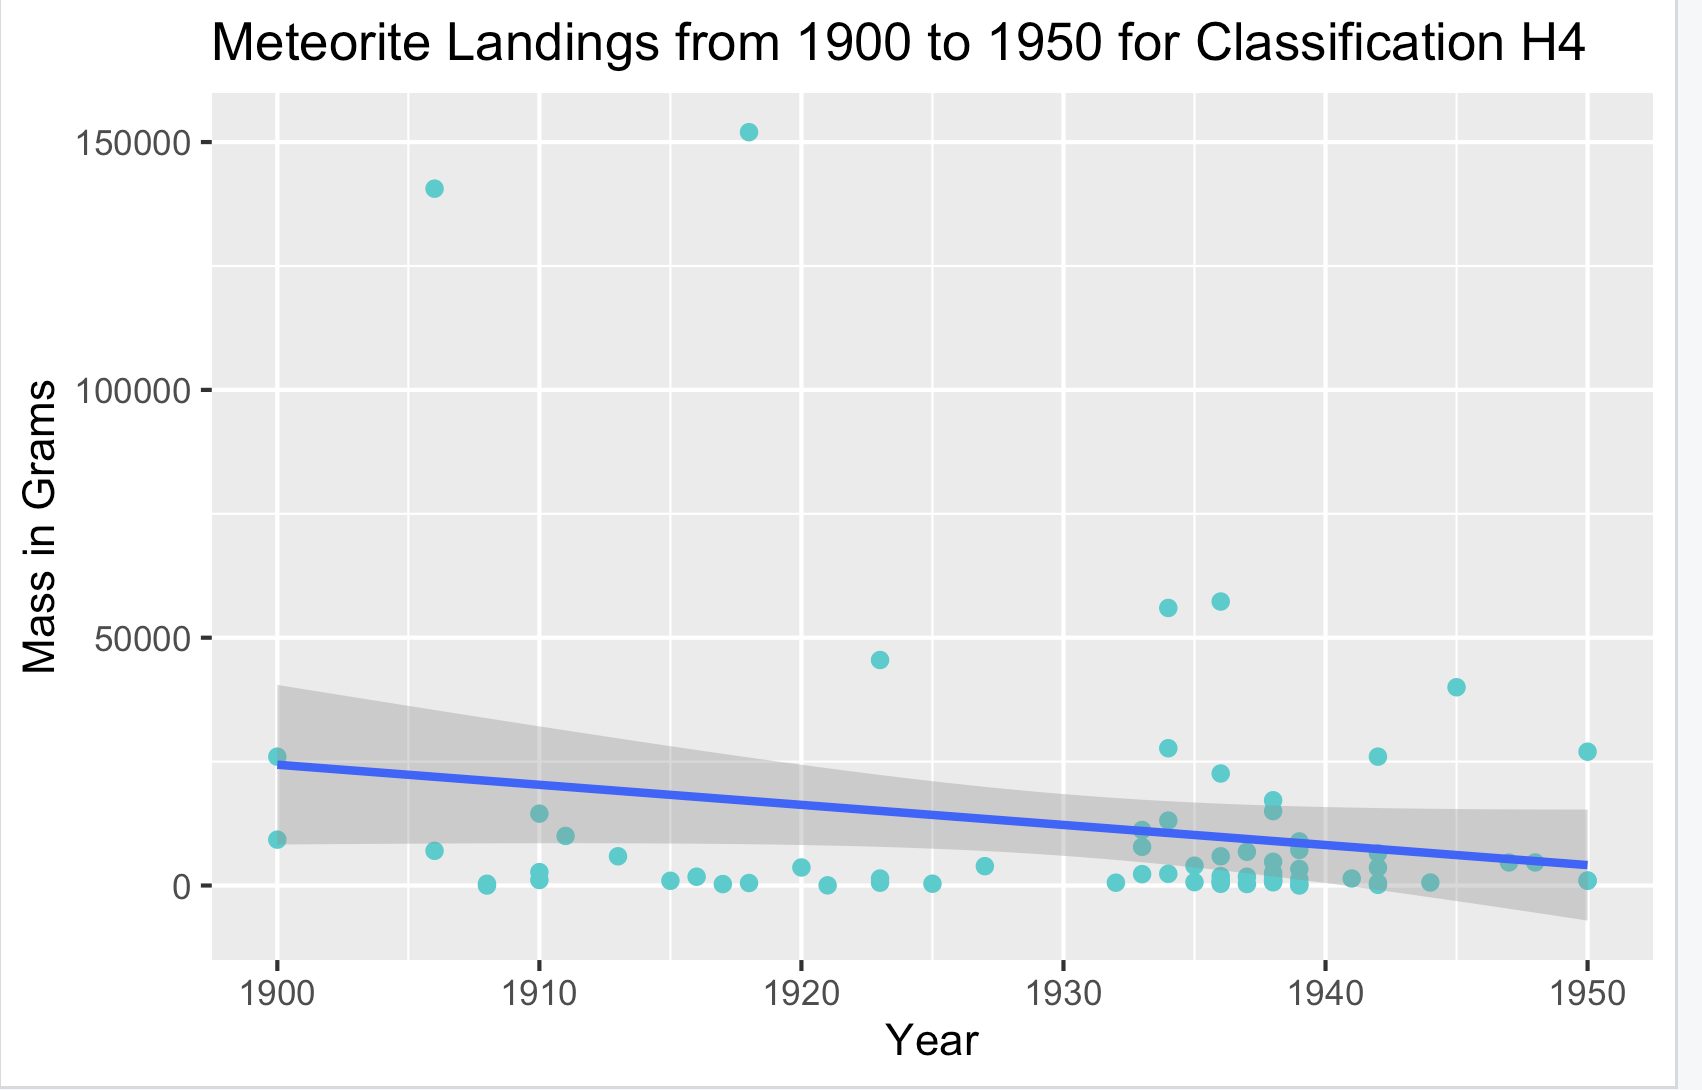 Meteorite Landings from 1900 to 1950 for Classification H4
150000
100000
50000
0
Mass in Grams
1900 1910 1920 1930 1940 1950
Year